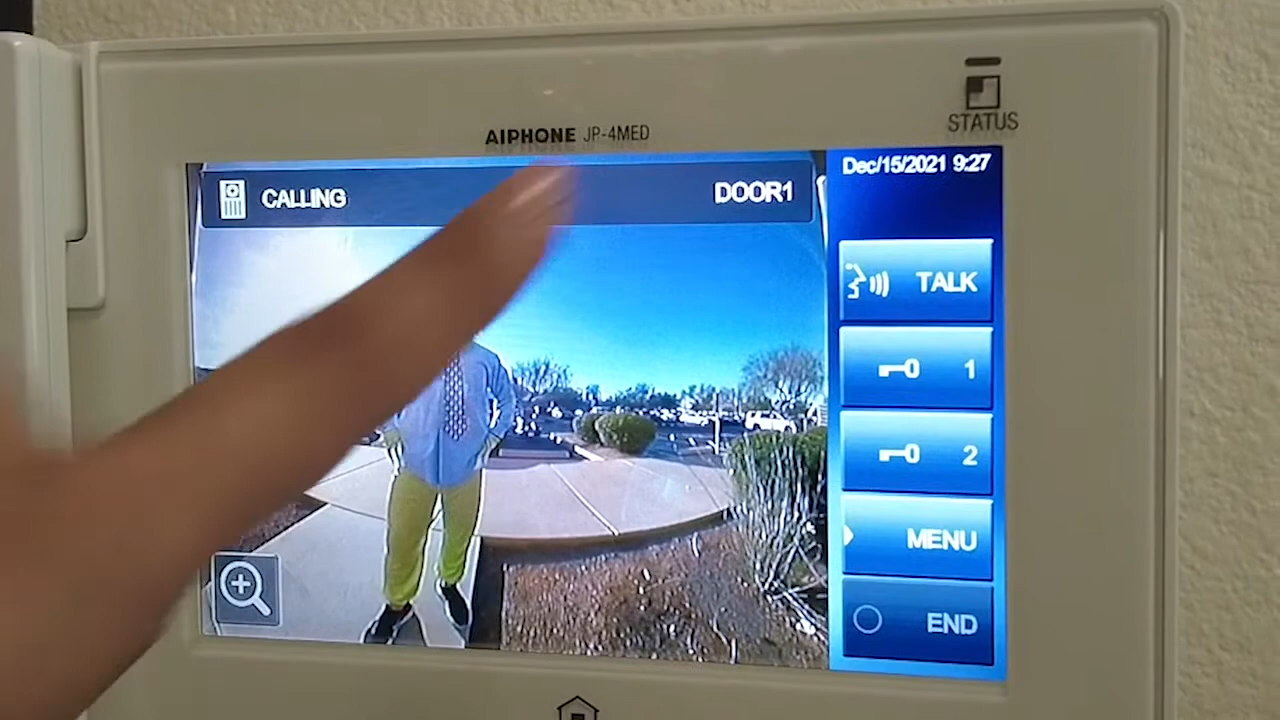 AIPHONE JP-4MED
STATUS
CALLING
DOOR1
Dec/15/2021 9:27
TALK
1
2
MENU
END